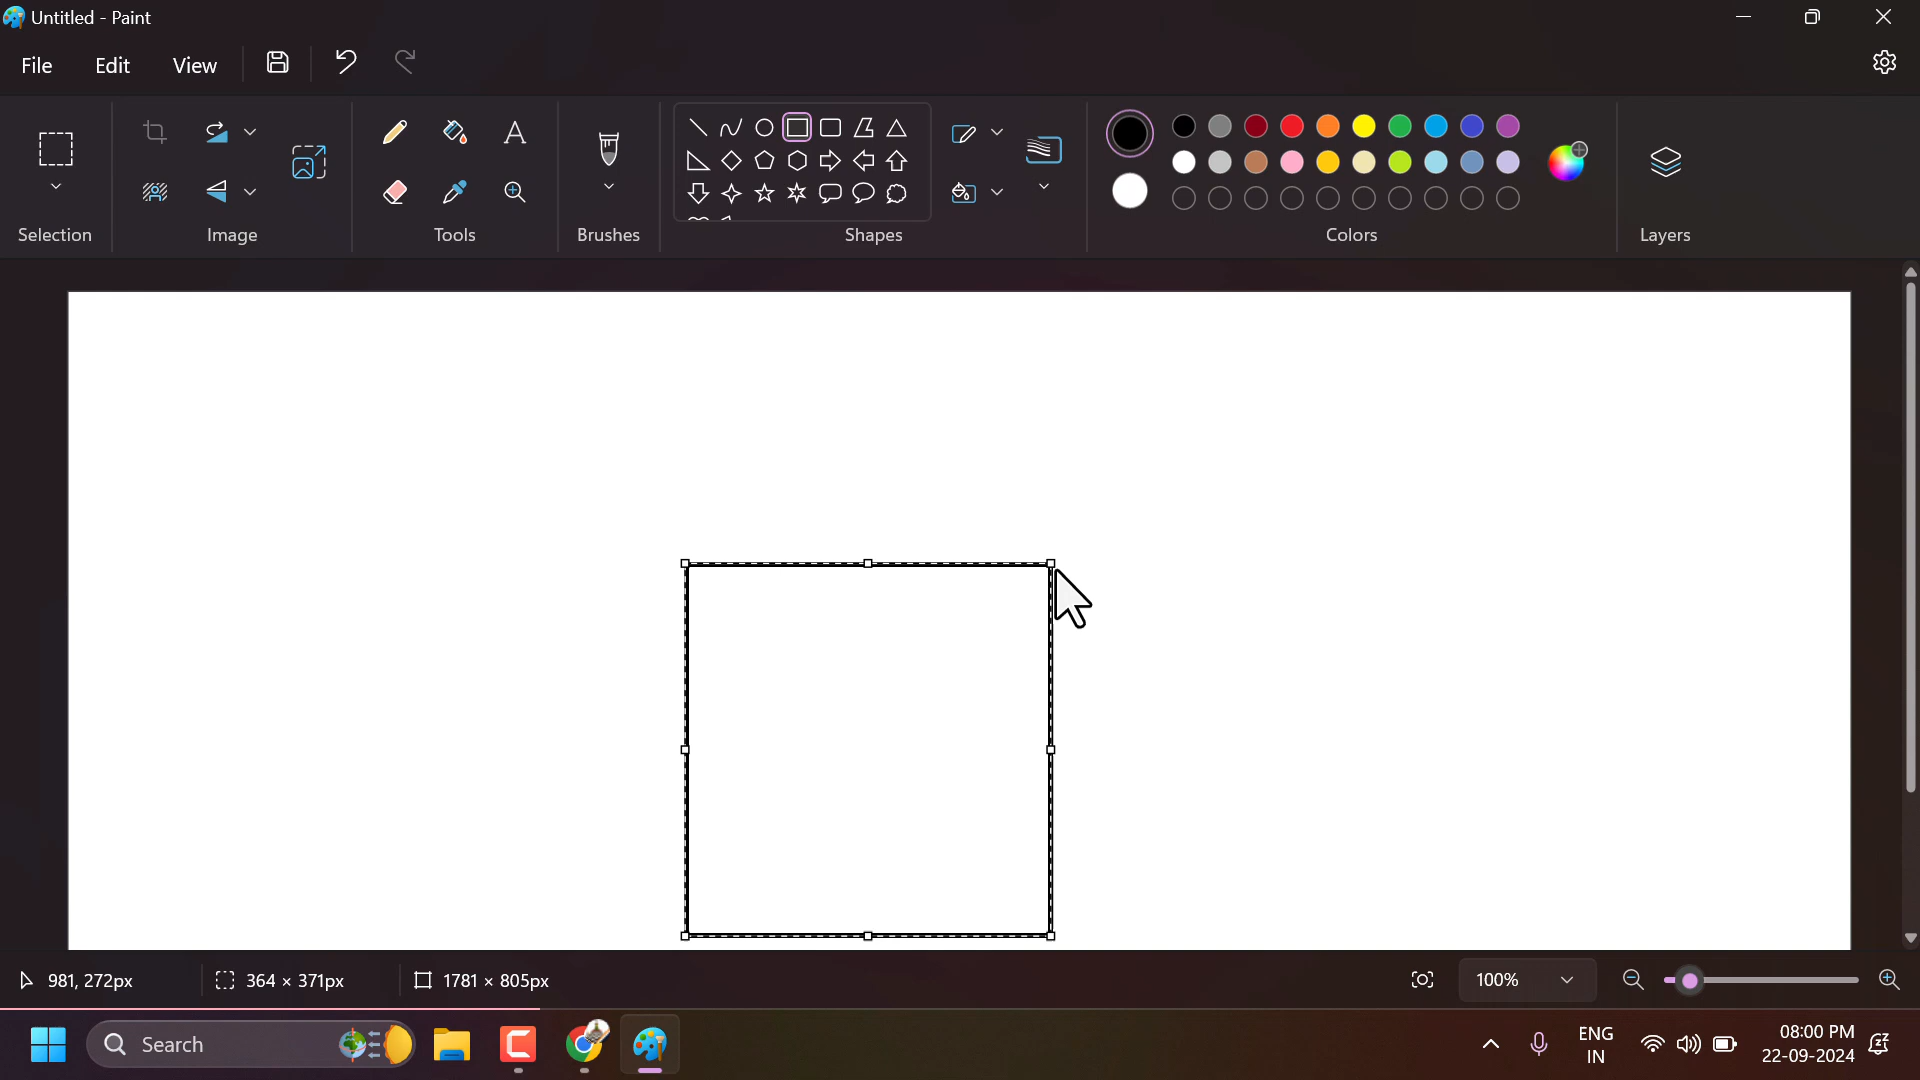 Untitled - Paint
File Edit View
Selection Image Tools Brushes Shapes Colors Layers
981, 272px 364 × 371px 1781 × 805px 100%
Search ENG 08:00 PM
IN 22-09-2024